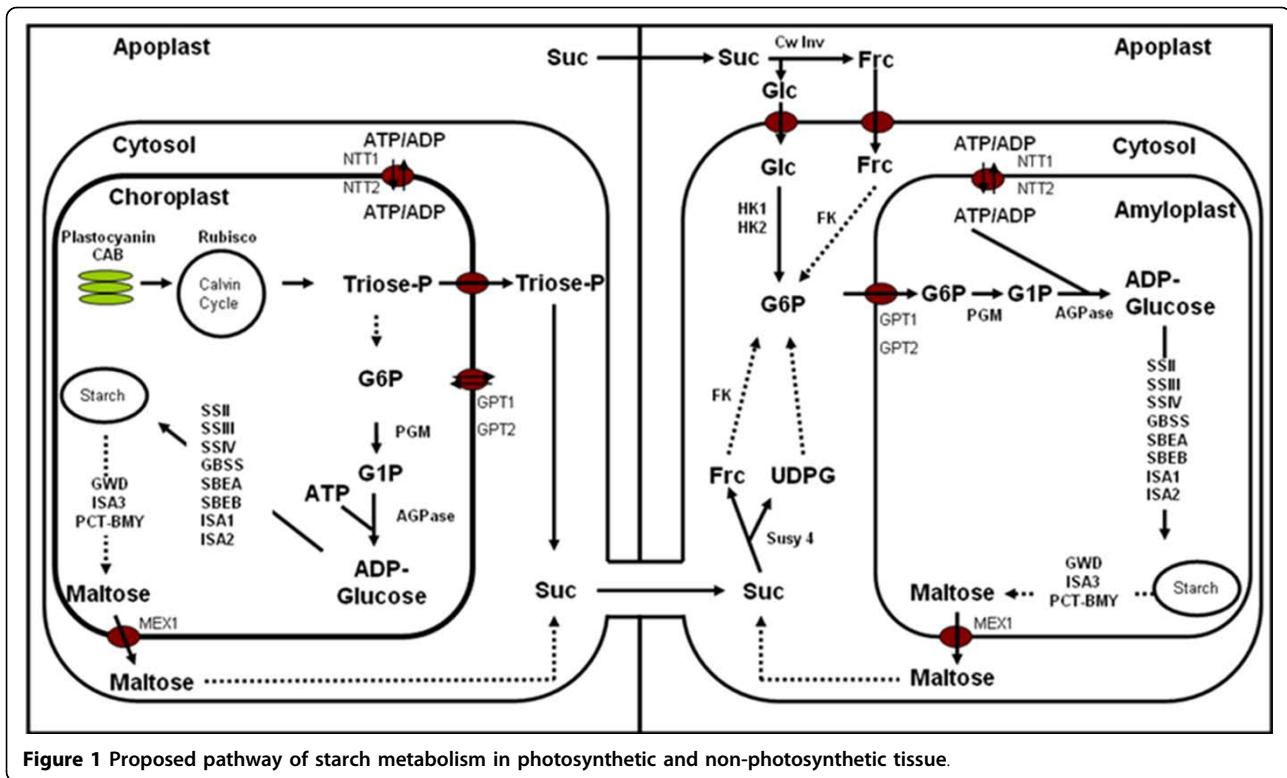 Apoplast
Suc
Cytosol
ATP/ADP
NTT1
NTT2
ATP/ADP
Choroplast
Plastocyanin
CAB
Rubisco
Calvin
Cycle
Triose-P
Triose-P
G6P
GPT1
GPT2
PGM
G1P
ATP
AGPase
ADP-
Glucose
Starch
SSII
SSIII
SSIV
GBSS
SBEA
SBEB
ISA1
ISA2
GWD
ISA3
PCT-BMY
Maltose
MEX1
Maltose
Suc
Suc
Cw Inv
Frc
Glc
Apoplast
Glc
Frc
HK1
HK2
FK
G6P
FK
Frc
UDPG
Susy 4
Suc
Cytosol
ATP/ADP
NTT1
NTT2
ATP/ADP
Amyloplast
G6P
G1P
PGM
AGPase
ADP-
Glucose
GPT1
GPT2
SSII
SSIII
SSIV
GBSS
SBEA
SBEB
ISA1
ISA2
Starch
GWD
ISA3
PCT-BMY
Maltose
MEX1
Maltose
Figure 1 Proposed pathway of starch metabolism in photosynthetic and non-photosynthetic tissue.